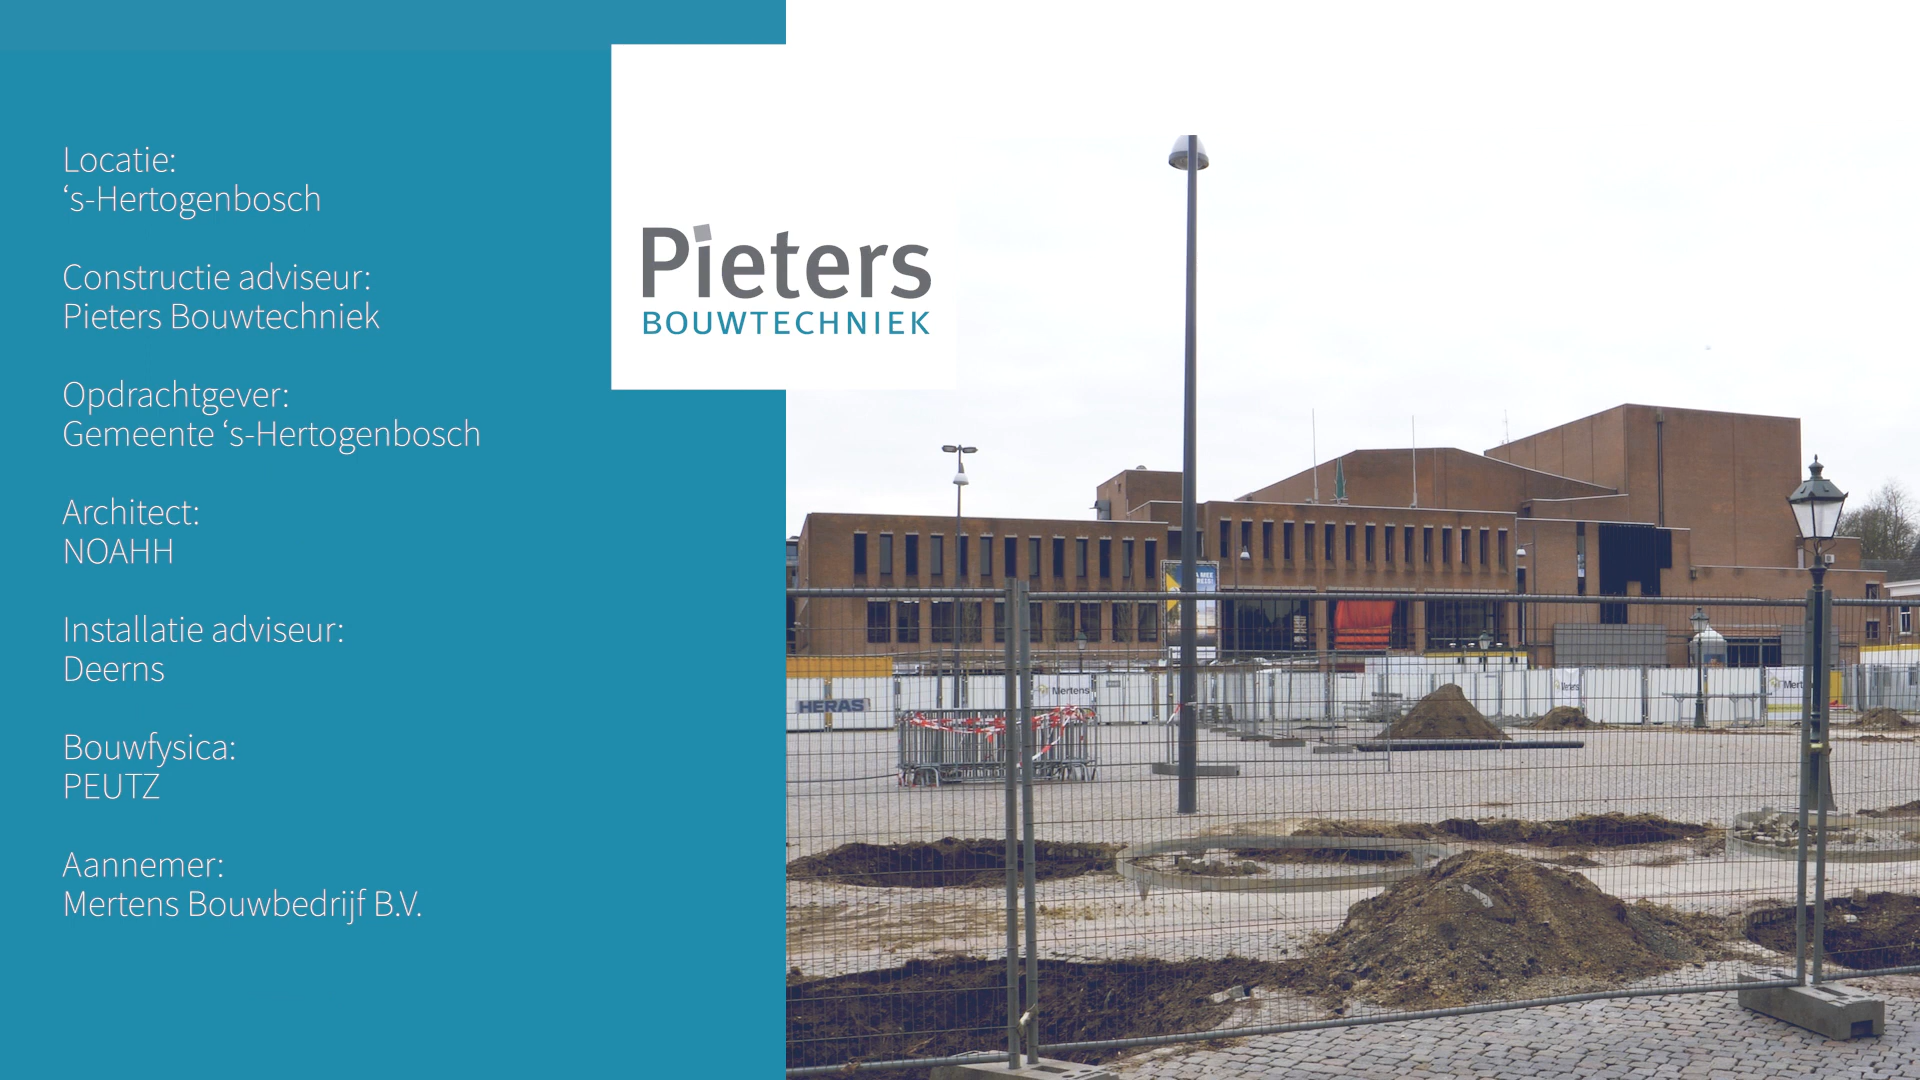 Locatie:
‘s-Hertogenbosch
Constructie adviseur:
Pieters Bouwtechniek
Opdrachtgever:
Gemeente ‘s-Hertogenbosch
Architect:
NOAHH
Installatie adviseur:
Deerns
Bouwfysica:
PEUTZ
Aannemer:
Mertens Bouwbedrijf B.V.
Pieters
BOUWTECHNIEK
HERAS
Mertens
Mertens